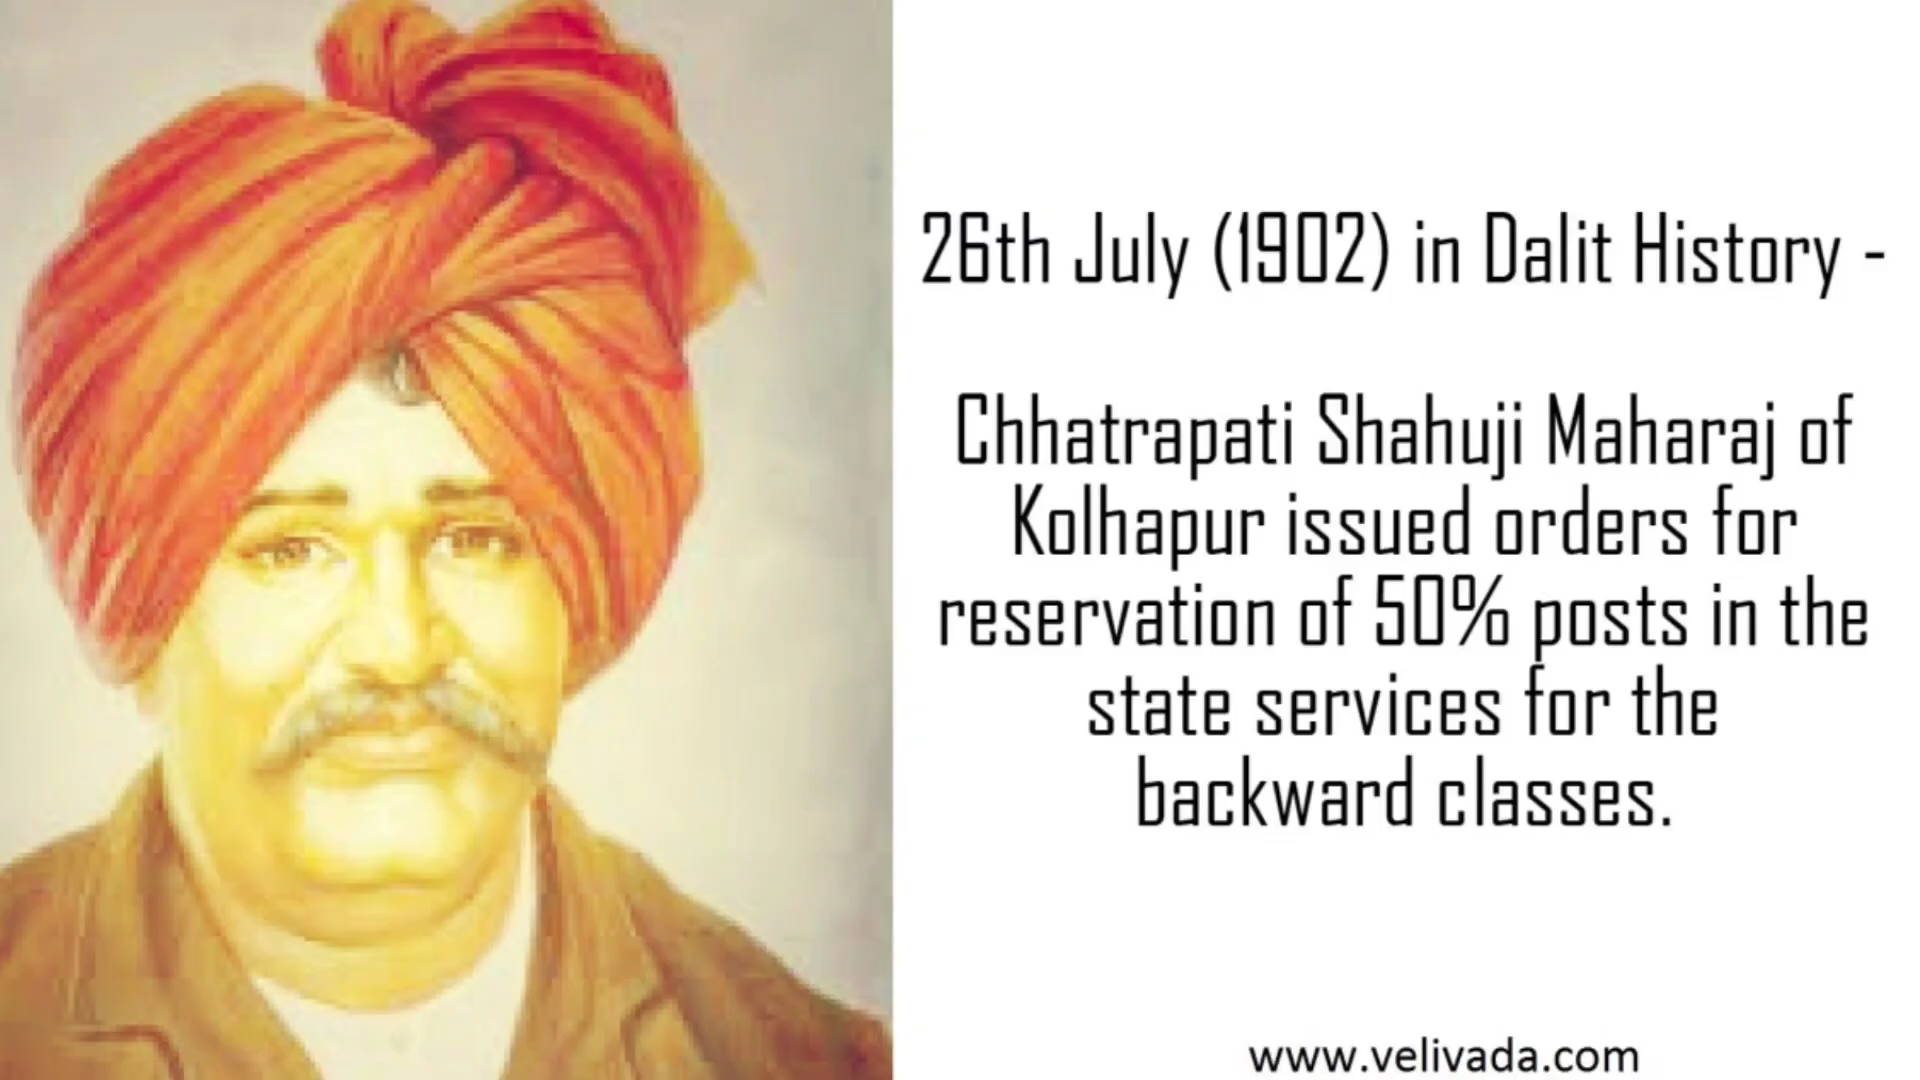 26th July (1902) in Dalit History -
Chhatrapati Shahuji Maharaj of
Kolhapur issued orders for
reservation of 50% posts in the
state services for the
backward classes.
www.velivada.com